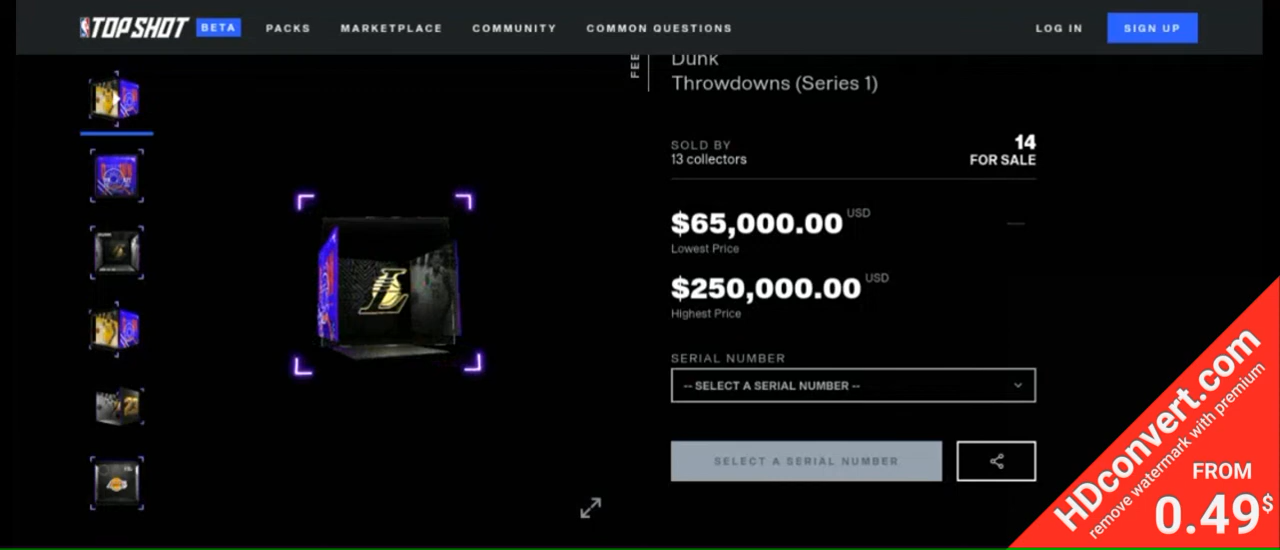 TOP SHOT BETA PACKS MARKETPLACE COMMUNITY COMMON QUESTIONS LOG IN SIGN UP
Dunk
Throwdowns (Series 1)
SOLD BY
13 collectors
14
FOR SALE
$65,000.00 USD
Lowest Price
$250,000.00 USD
Highest Price
SERIAL NUMBER
-- SELECT A SERIAL NUMBER --
SELECT A SERIAL NUMBER
HDconvert.com
remove watermark with premium
FROM
0.49$